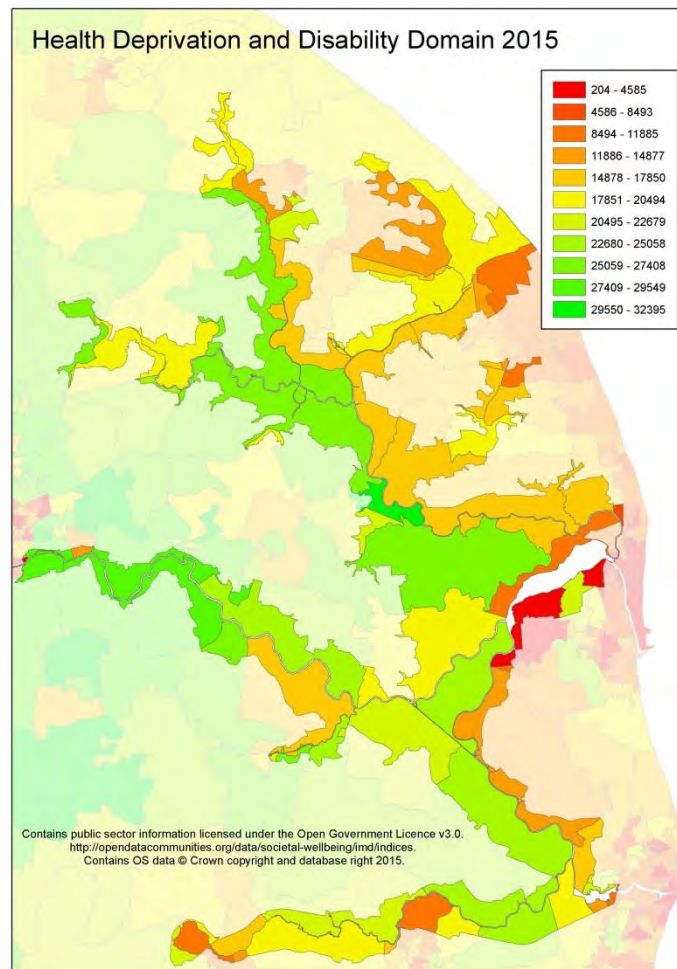 Health Deprivation and Disability Domain 2015
204 - 4585
4586 - 8493
8494 - 11885
11886 - 14877
14878 - 17850
17851 - 20494
20495 - 22679
22680 - 25058
25059 - 27408
27409 - 29549
29550 - 32395
Contains public sector information licensed under the Open Government Licence v3.0.
http://opendatacommunities.org/data/societal-wellbeing/imd/indices.
Contains OS data © Crown copyright and database right 2015.